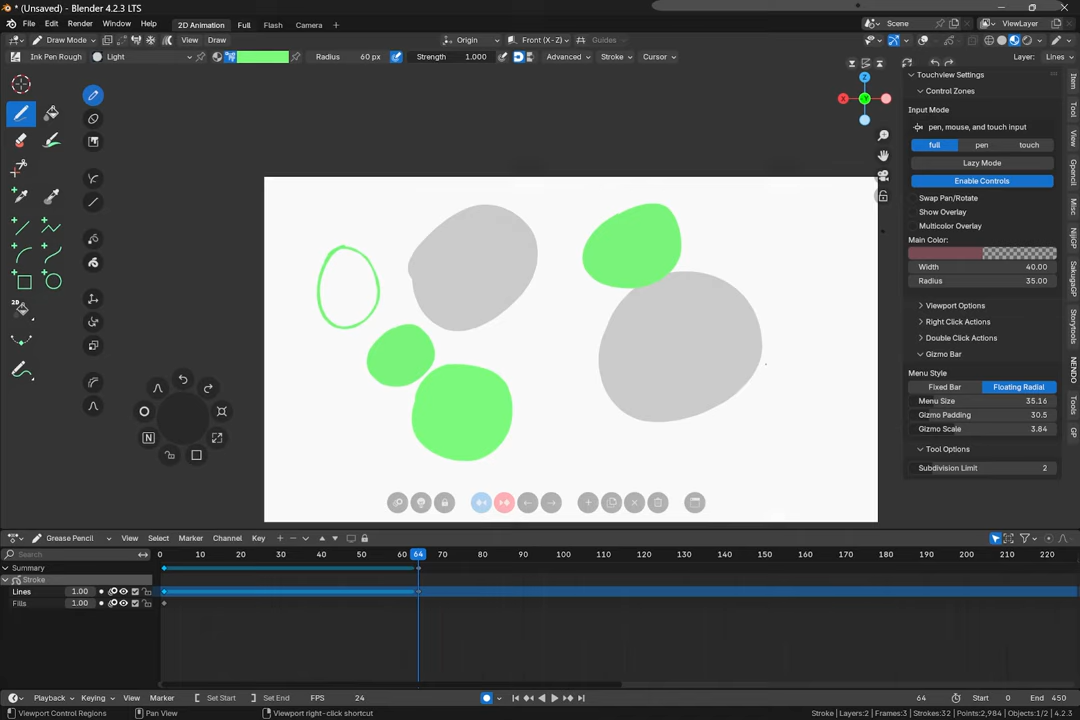 * (Unsaved) - Blender 4.2.3 LTS
File Edit Render Window Help 2D Animation Full Flash Camera + Scene ViewLayer
Draw Mode View Draw Origin Front (X-Z) Guides Layer: Lines
Ink Pen Rough Light Radius 60 px Strength 1.000 Advanced Stroke Cursor
Touchview Settings
Control Zones
Input Mode
pen, mouse, and touch input
full pen touch
Lazy Mode
Enable Controls
Swap Pan/Rotate
Show Overlay
Multicolor Overlay
Main Color:
Width 40.00
Radius 35.00
Viewport Options
Right Click Actions
Double Click Actions
Gizmo Bar
Menu Style
Fixed Bar Floating Radial
Menu Size 35.16
Gizmo Padding 30.5
Gizmo Scale 3.84
Tool Options
Subdivision Limit 2
Item
Tool
View
Gpencil
Misc
NijiGP
SakugaGP
Storytools
NENDO
Tools
GP
Z
X
-Y
2D
N
Grease Pencil View Select Marker Channel Key
Search 0 10 20 30 40 50 60 64 70 80 90 100 110 120 130 140 150 160 170 180 190 200 210 220
Summary
Stroke
Lines 1.00
Fills 1.00
Playback Keying View Marker [ Set Start ] Set End FPS 24 64 Start 0 End 450
Viewport Control Regions Pan View Viewport right-click shortcut Stroke | Layers:2 | Frames:3 | Strokes:32 | Points:2,984 | Objects:1/2 | 4.2.3